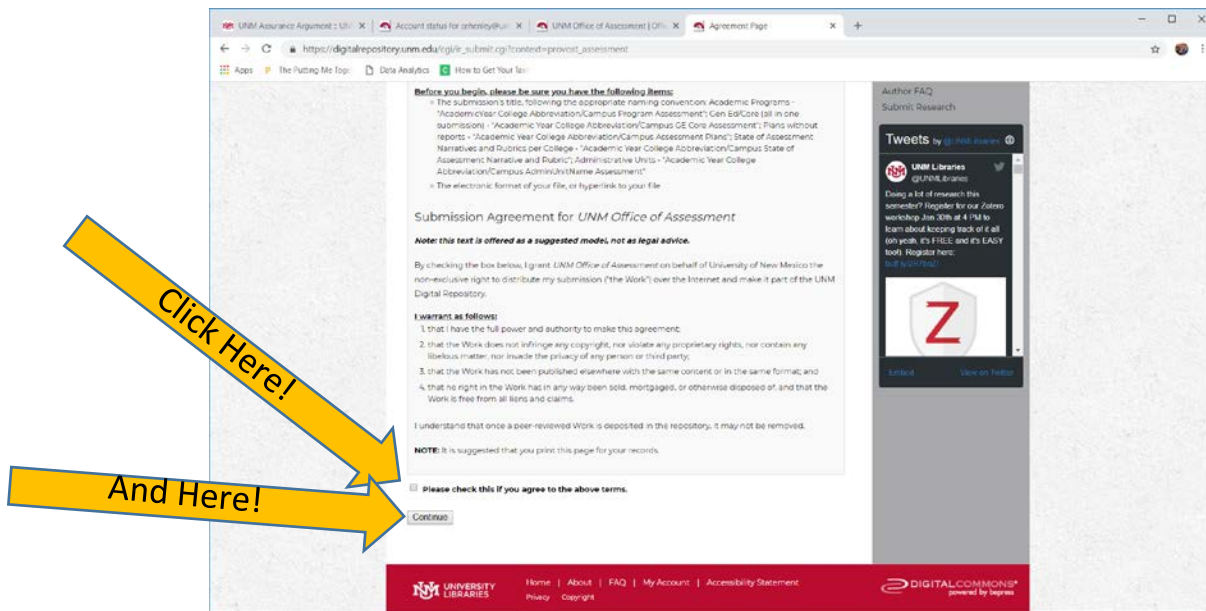 UNM Assurance Argument :: UN
Account status for
UNM Office of Assessment | Offic
Agreement Page
https://digitalrepository.unm.edu/cgi/ir_submit.cgi?context=provost_assessment
Apps
The Putting Me Toge
Data Analytics
How to Get Your Tax
Before you begin, please be sure you have the following items:
The submission's title, following the appropriate naming convention: Academic Programs -
"AcademicYear College Abbreviation/Campus Program Assessment"; Gen Ed/Core (all in one
submission) - "Academic Year College Abbreviation/Campus GE Core Assessment"; Plans without
reports - "Academic Year College Abbreviation/Campus Assessment Plans"; State of Assessment
Narratives and Rubrics per College - "Academic Year College Abbreviation/Campus State of
Assessment Narrative and Rubric"; Administrative Units - "Academic Year College
Abbreviation/Campus AdminUnitName Assessment"
The electronic format of your file, or hyperlink to your file
Submission Agreement for UNM Office of Assessment
Note: this text is offered as a suggested model, not as legal advice.
By checking the box below, I grant UNM Office of Assessment on behalf of University of New Mexico the
non-exclusive right to distribute my submission ("the Work") over the Internet and make it part of the UNM
Digital Repository.
I warrant as follows:
1. that I have the full power and authority to make this agreement;
2. that the Work does not infringe any copyright, nor violate any proprietary rights, nor contain any
libelous matter, nor invade the privacy of any person or third party;
3. that the Work has not been published elsewhere with the same content or in the same format; and
4. that no right in the Work has in any way been sold, mortgaged, or otherwise disposed of, and that the
Work is free from all liens and claims.
I understand that once a peer-reviewed Work is deposited in the repository, it may not be removed.
NOTE: It is suggested that you print this page for your records.
Please check this if you agree to the above terms.
Continue
Click Here!
And Here!
Author FAQ
Submit Research
Tweets by @UNMLibraries
UNM Libraries
@UNMLibraries
Doing a lot of research this
semester? Register for our Zotero
workshop Jan 30th at 4 PM to
learn about keeping track of it all
(oh yeah, it's FREE and it's EASY
too!). Register here:
Z
Embed
View on Twitter
UNIVERSITY
LIBRARIES
Home | About | FAQ | My Account | Accessibility Statement
Privacy Copyright
DIGITALCOMMONS®
powered by bepress